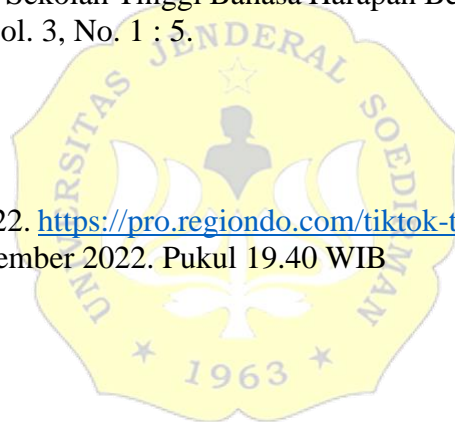 Sekolah Tinggi Bahasa Harapan Be
ol. 3, No. 1 : 5.
UNIVERSITAS JENDERAL SOEDIRMAN
22. https://pro.regiondo.com/tiktok-t
ember 2022. Pukul 19.40 WIB
1963